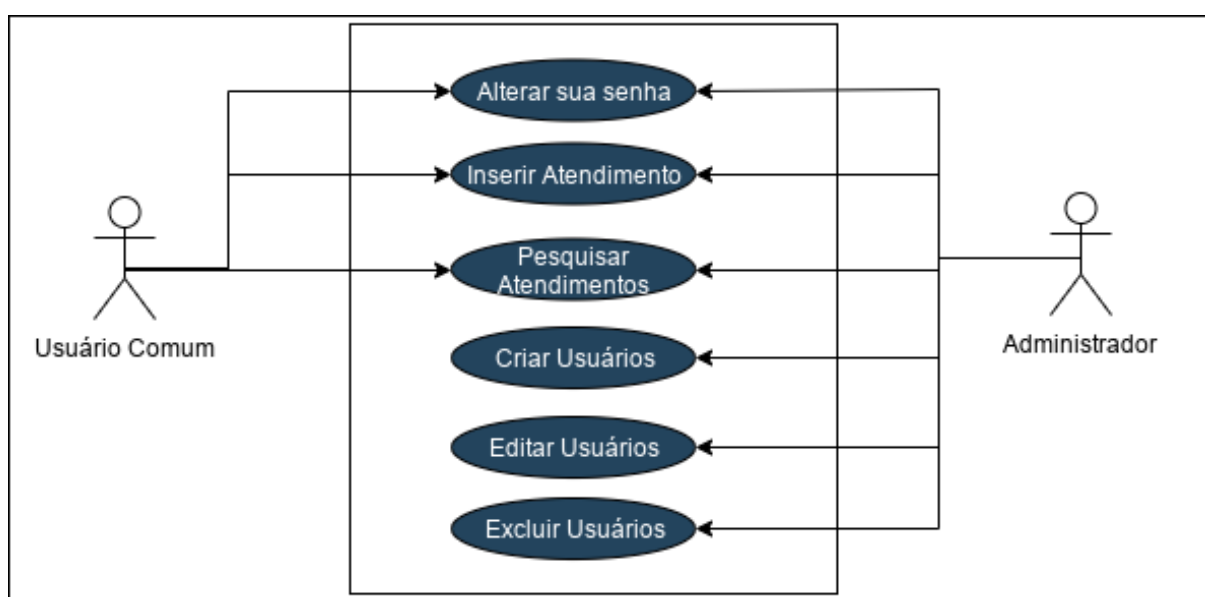 Alterar sua senha
Inserir Atendimento
Pesquisar
Atendimentos
Usuário Comum
Administrador
Criar Usuários
Editar Usuários
Excluir Usuários